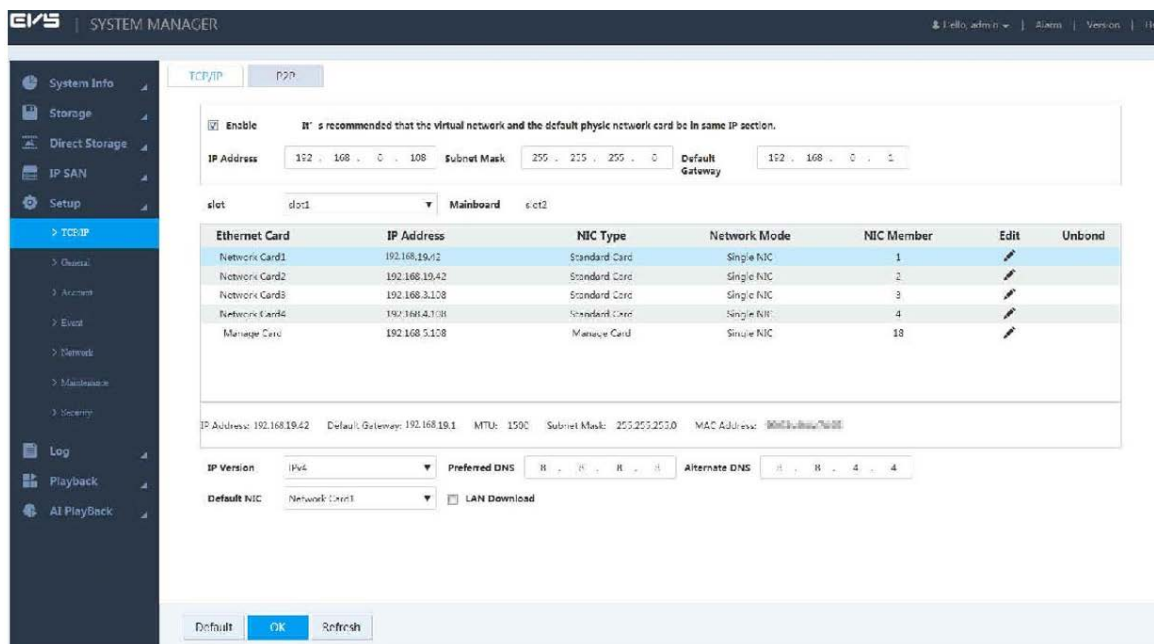 EVS | SYSTEM MANAGER
Hello, admin | Alarm | Version |
System Info
Storage
Direct Storage
IP SAN
Setup
> TCP/IP
> General
> Account
> Event
> Network
> Maintenance
> Security
Log
Playback
AI PlayBack
TCP/IP P2P
Enable It's recommended that the virtual network and the default physic network card be in same IP section.
IP Address 192 . 168 . 0 . 108 Subnet Mask 255 . 255 . 255 . 0 Default Gateway 192 . 168 . 0 . 1
slot slot1 Mainboard slot2
Ethernet Card IP Address NIC Type Network Mode NIC Member Edit Unbond
Network Card1 192.168.19.42 Standard Card Single NIC 1
Network Card2 192.168.19.42 Standard Card Single NIC 2
Network Card3 192.168.3.108 Standard Card Single NIC 3
Network Card4 192.168.4.108 Standard Card Single NIC 4
Manage Card 192.168.5.108 Manage Card Single NIC 18
IP Address: 192.168.19.42 Default Gateway: 192.168.19.1 MTU: 1500 Subnet Mask: 255.255.255.0 MAC Address:
IP Version IPv4 Preferred DNS 8 . 8 . 8 . 8 Alternate DNS 8 . 8 . 4 . 4
Default NIC Network Card1 LAN Download
Default OK Refresh